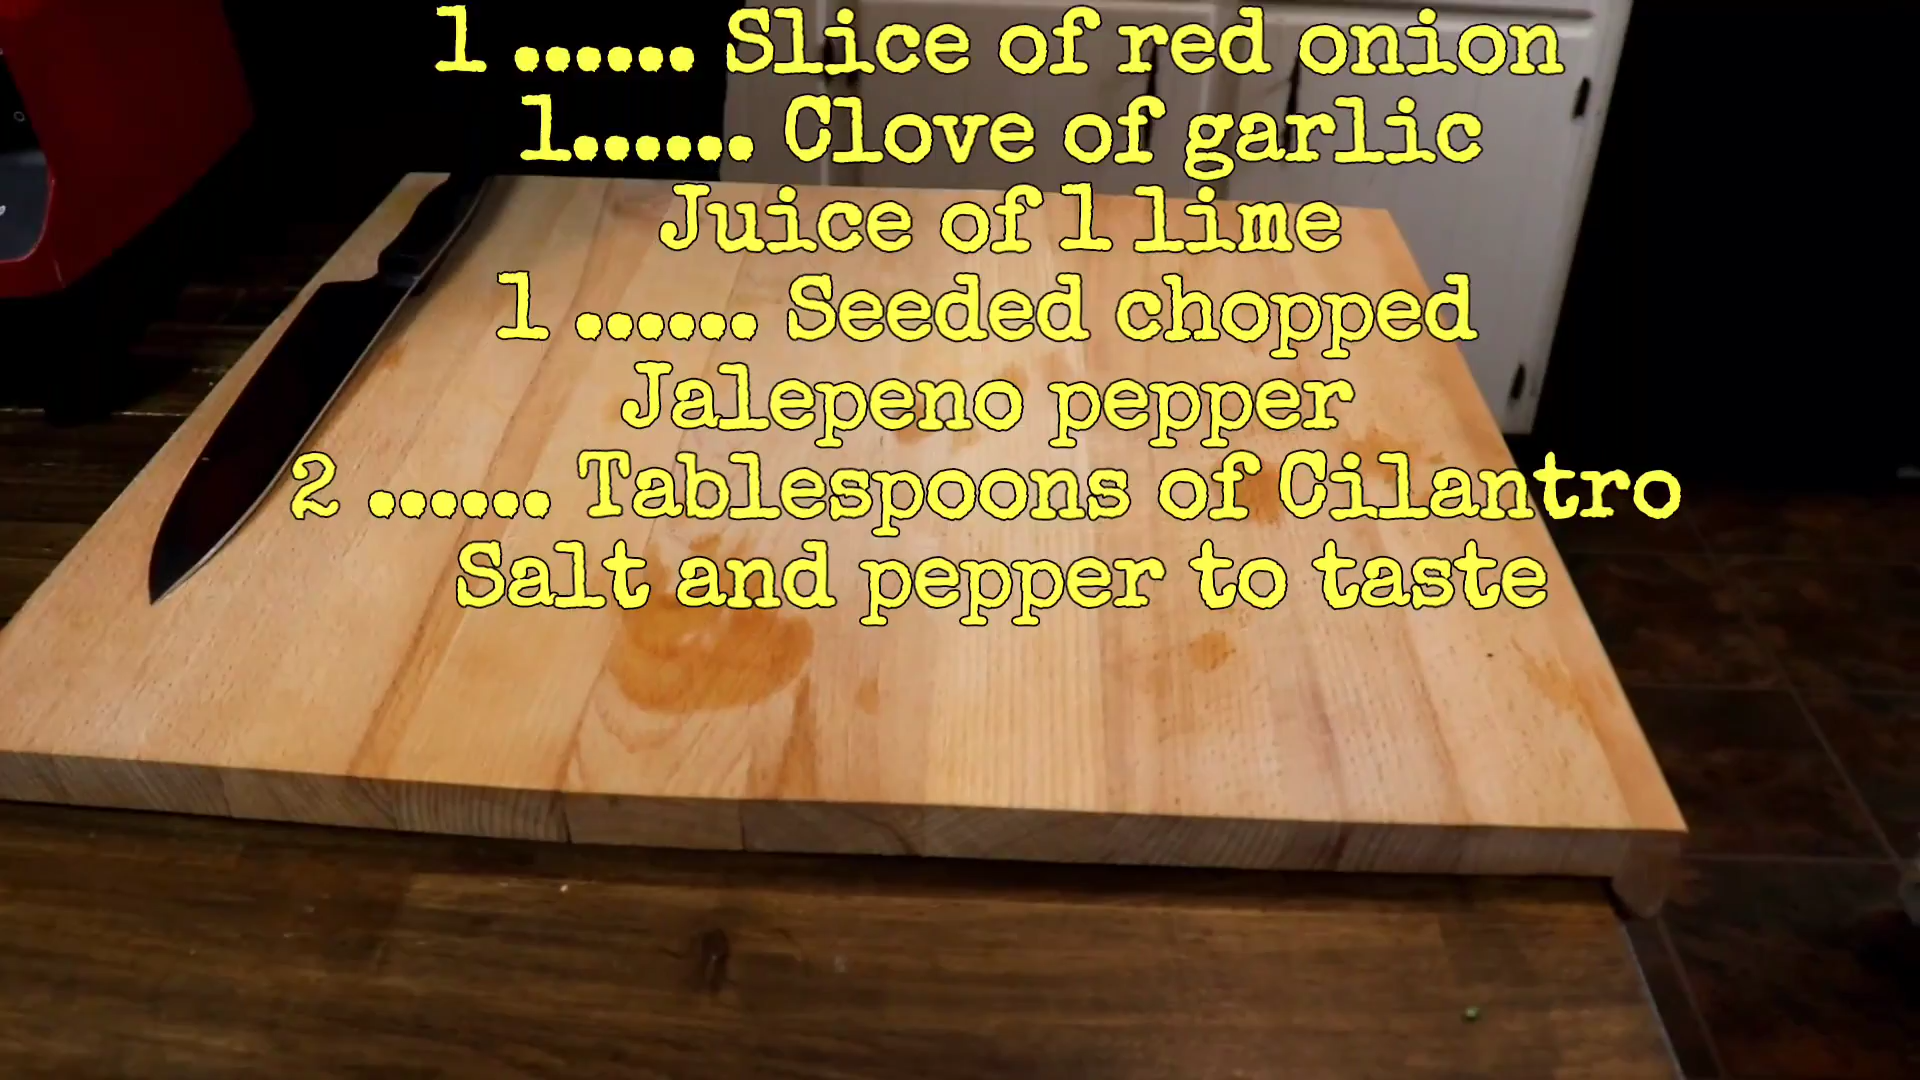 1 ...... Slice of red onion
1...... Clove of garlic
Juice of 1 lime
1 ...... Seeded chopped
Jalepeno pepper
2 ...... Tablespoons of Cilantro
Salt and pepper to taste